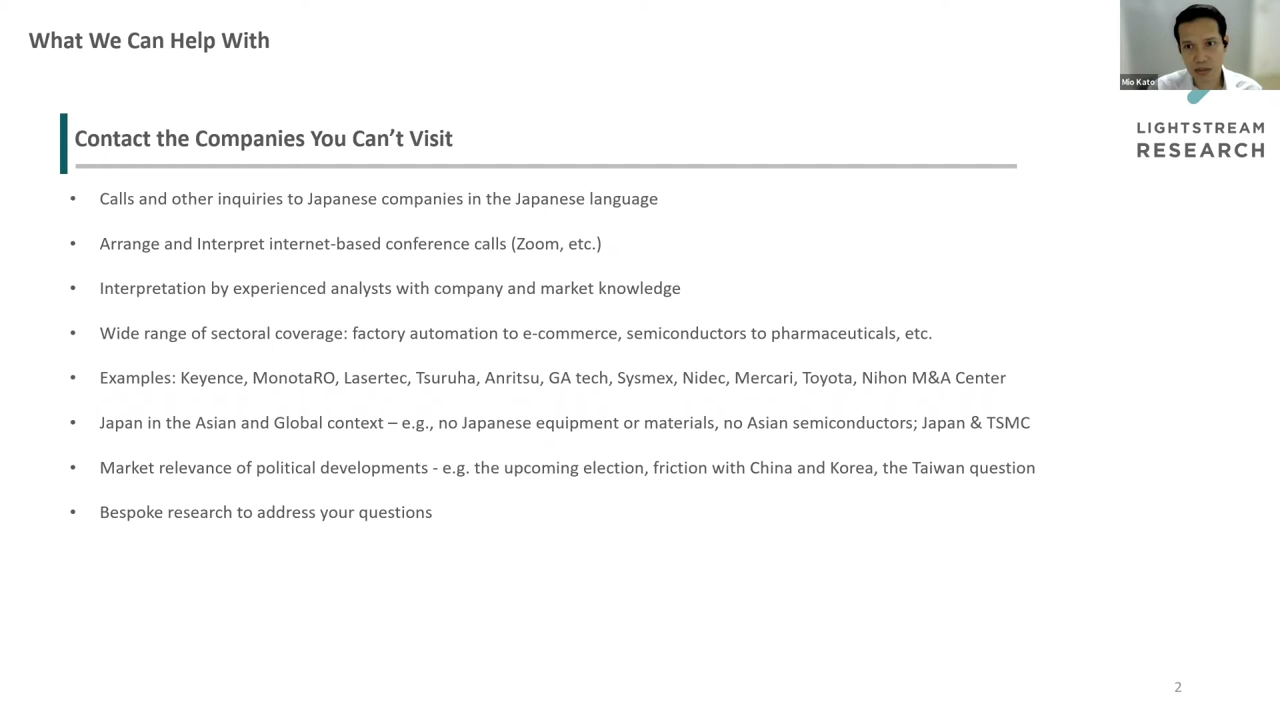 What We Can Help With
Mio Kato
LIGHTSTREAM
RESEARCH
Contact the Companies You Can’t Visit
• Calls and other inquiries to Japanese companies in the Japanese language
• Arrange and Interpret internet-based conference calls (Zoom, etc.)
• Interpretation by experienced analysts with company and market knowledge
• Wide range of sectoral coverage: factory automation to e-commerce, semiconductors to pharmaceuticals, etc.
• Examples: Keyence, MonotaRO, Lasertec, Tsuruha, Anritsu, GA tech, Sysmex, Nidec, Mercari, Toyota, Nihon M&A Center
• Japan in the Asian and Global context – e.g., no Japanese equipment or materials, no Asian semiconductors; Japan & TSMC
• Market relevance of political developments - e.g. the upcoming election, friction with China and Korea, the Taiwan question
• Bespoke research to address your questions
2